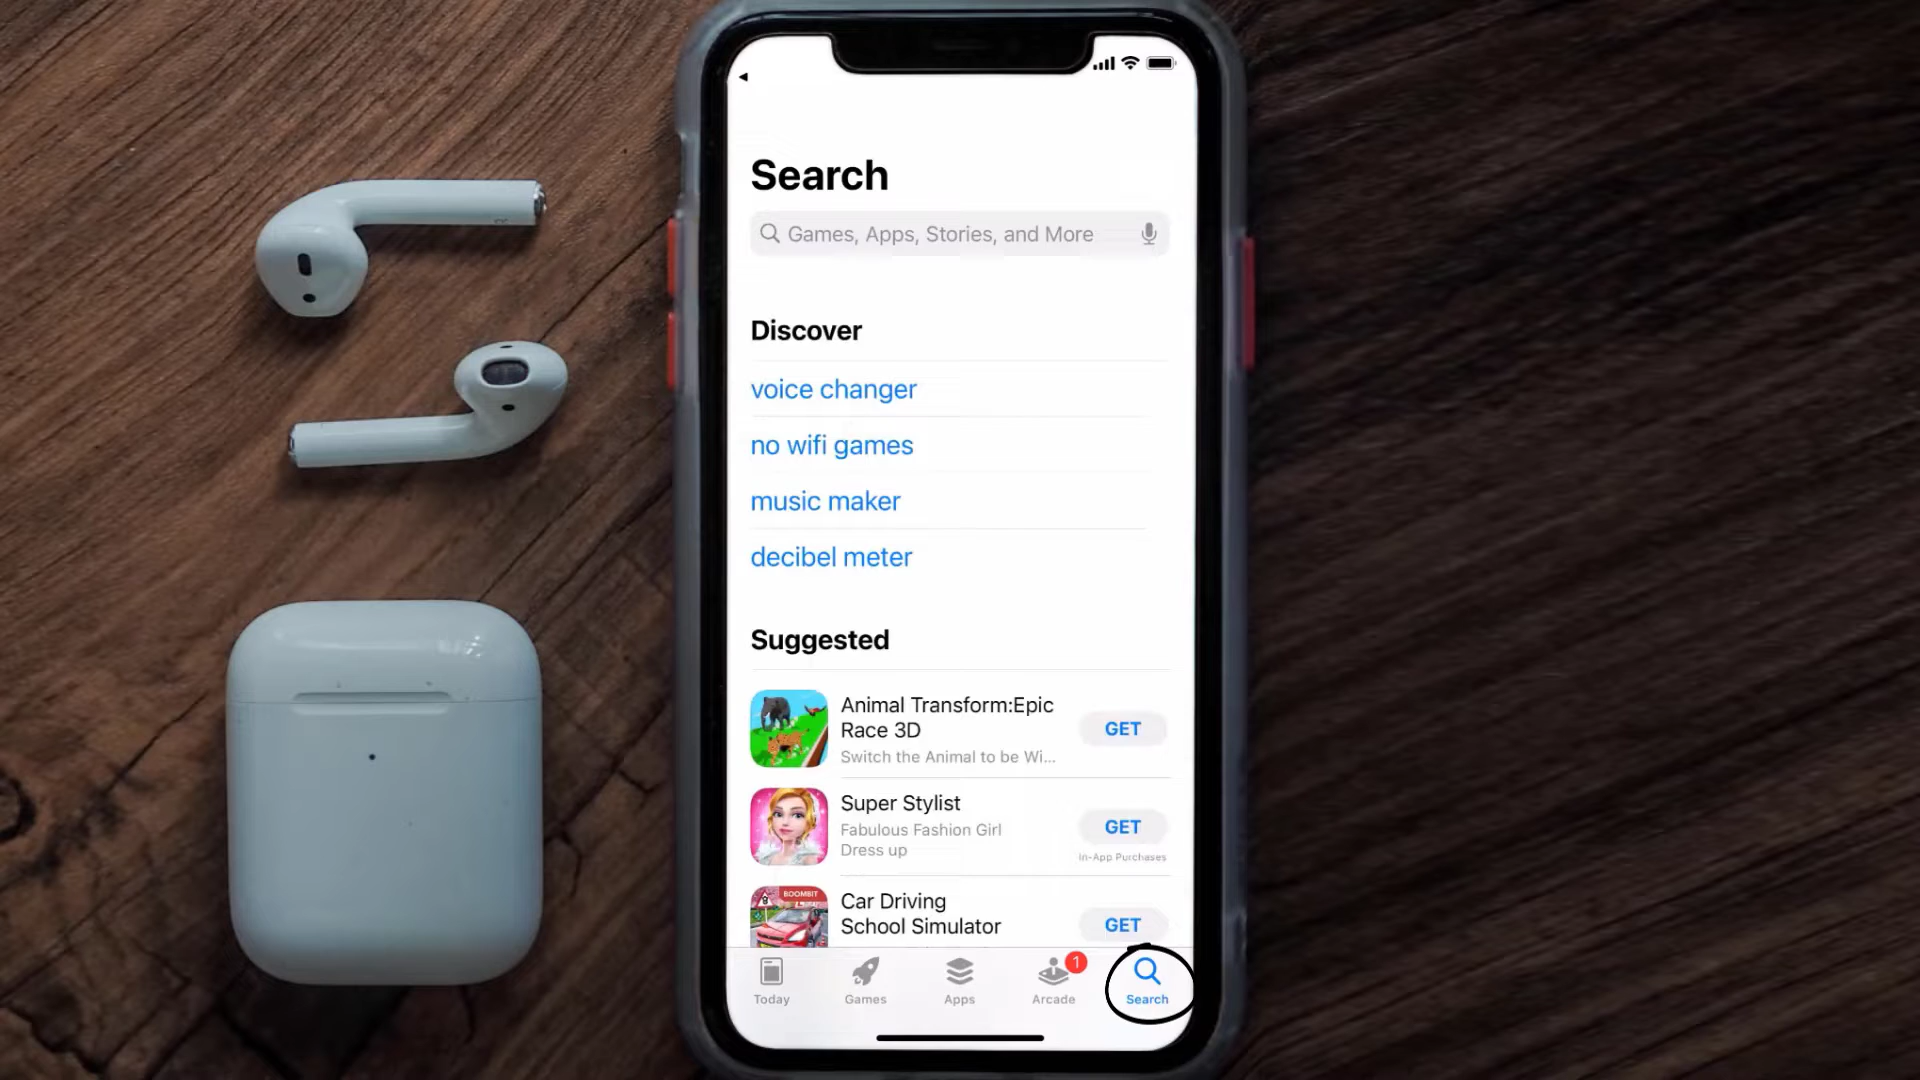 Search
Games, Apps, Stories, and More
Discover
voice changer
no wifi games
music maker
decibel meter
Suggested
Animal Transform:Epic
Race 3D
Switch the Animal to be Wi...
GET
Super Stylist
Fabulous Fashion Girl
Dress up
GET
In-App Purchases
BOOMBIT
Car Driving
School Simulator
GET
Today
Games
Apps
Arcade
1
Search